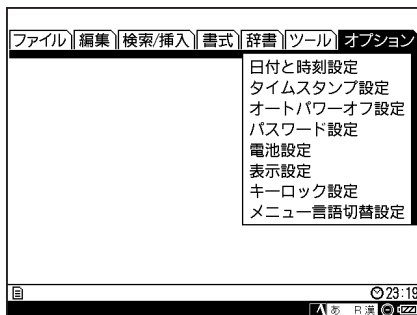 ファイル 編集 検索/挿入 書式 辞書 ツール オプション
日付と時刻設定
タイムスタンプ設定
オートパワーオフ設定
パスワード設定
電池設定
表示設定
キーロック設定
メニュー言語切替設定
23:19
A あ R 漢